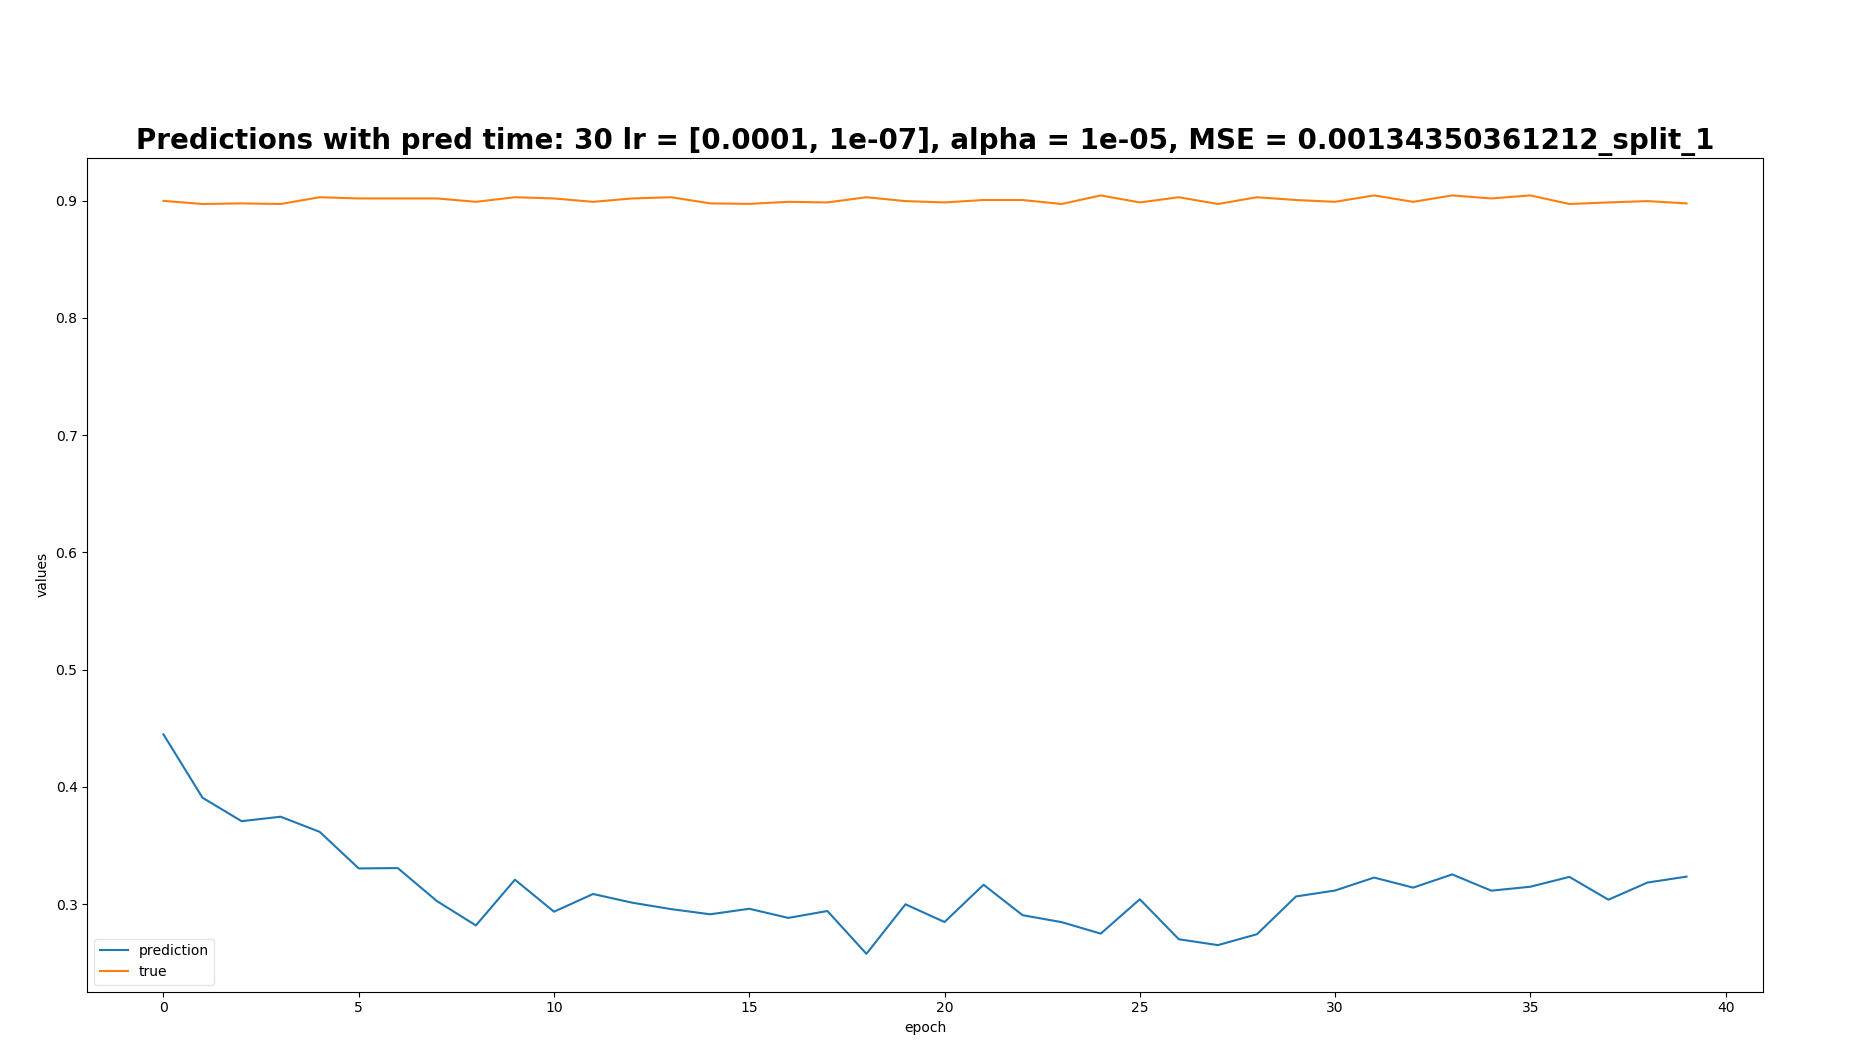 Predictions with pred time: 30 lr = [0.0001, 1e-07], alpha = 1e-05, MSE = 0.00134350361212_split_1
values
0.9
0.8
0.7
0.6
0.5
0.4
0.3
prediction
true
0 5 10 15 20 25 30 35 40
epoch